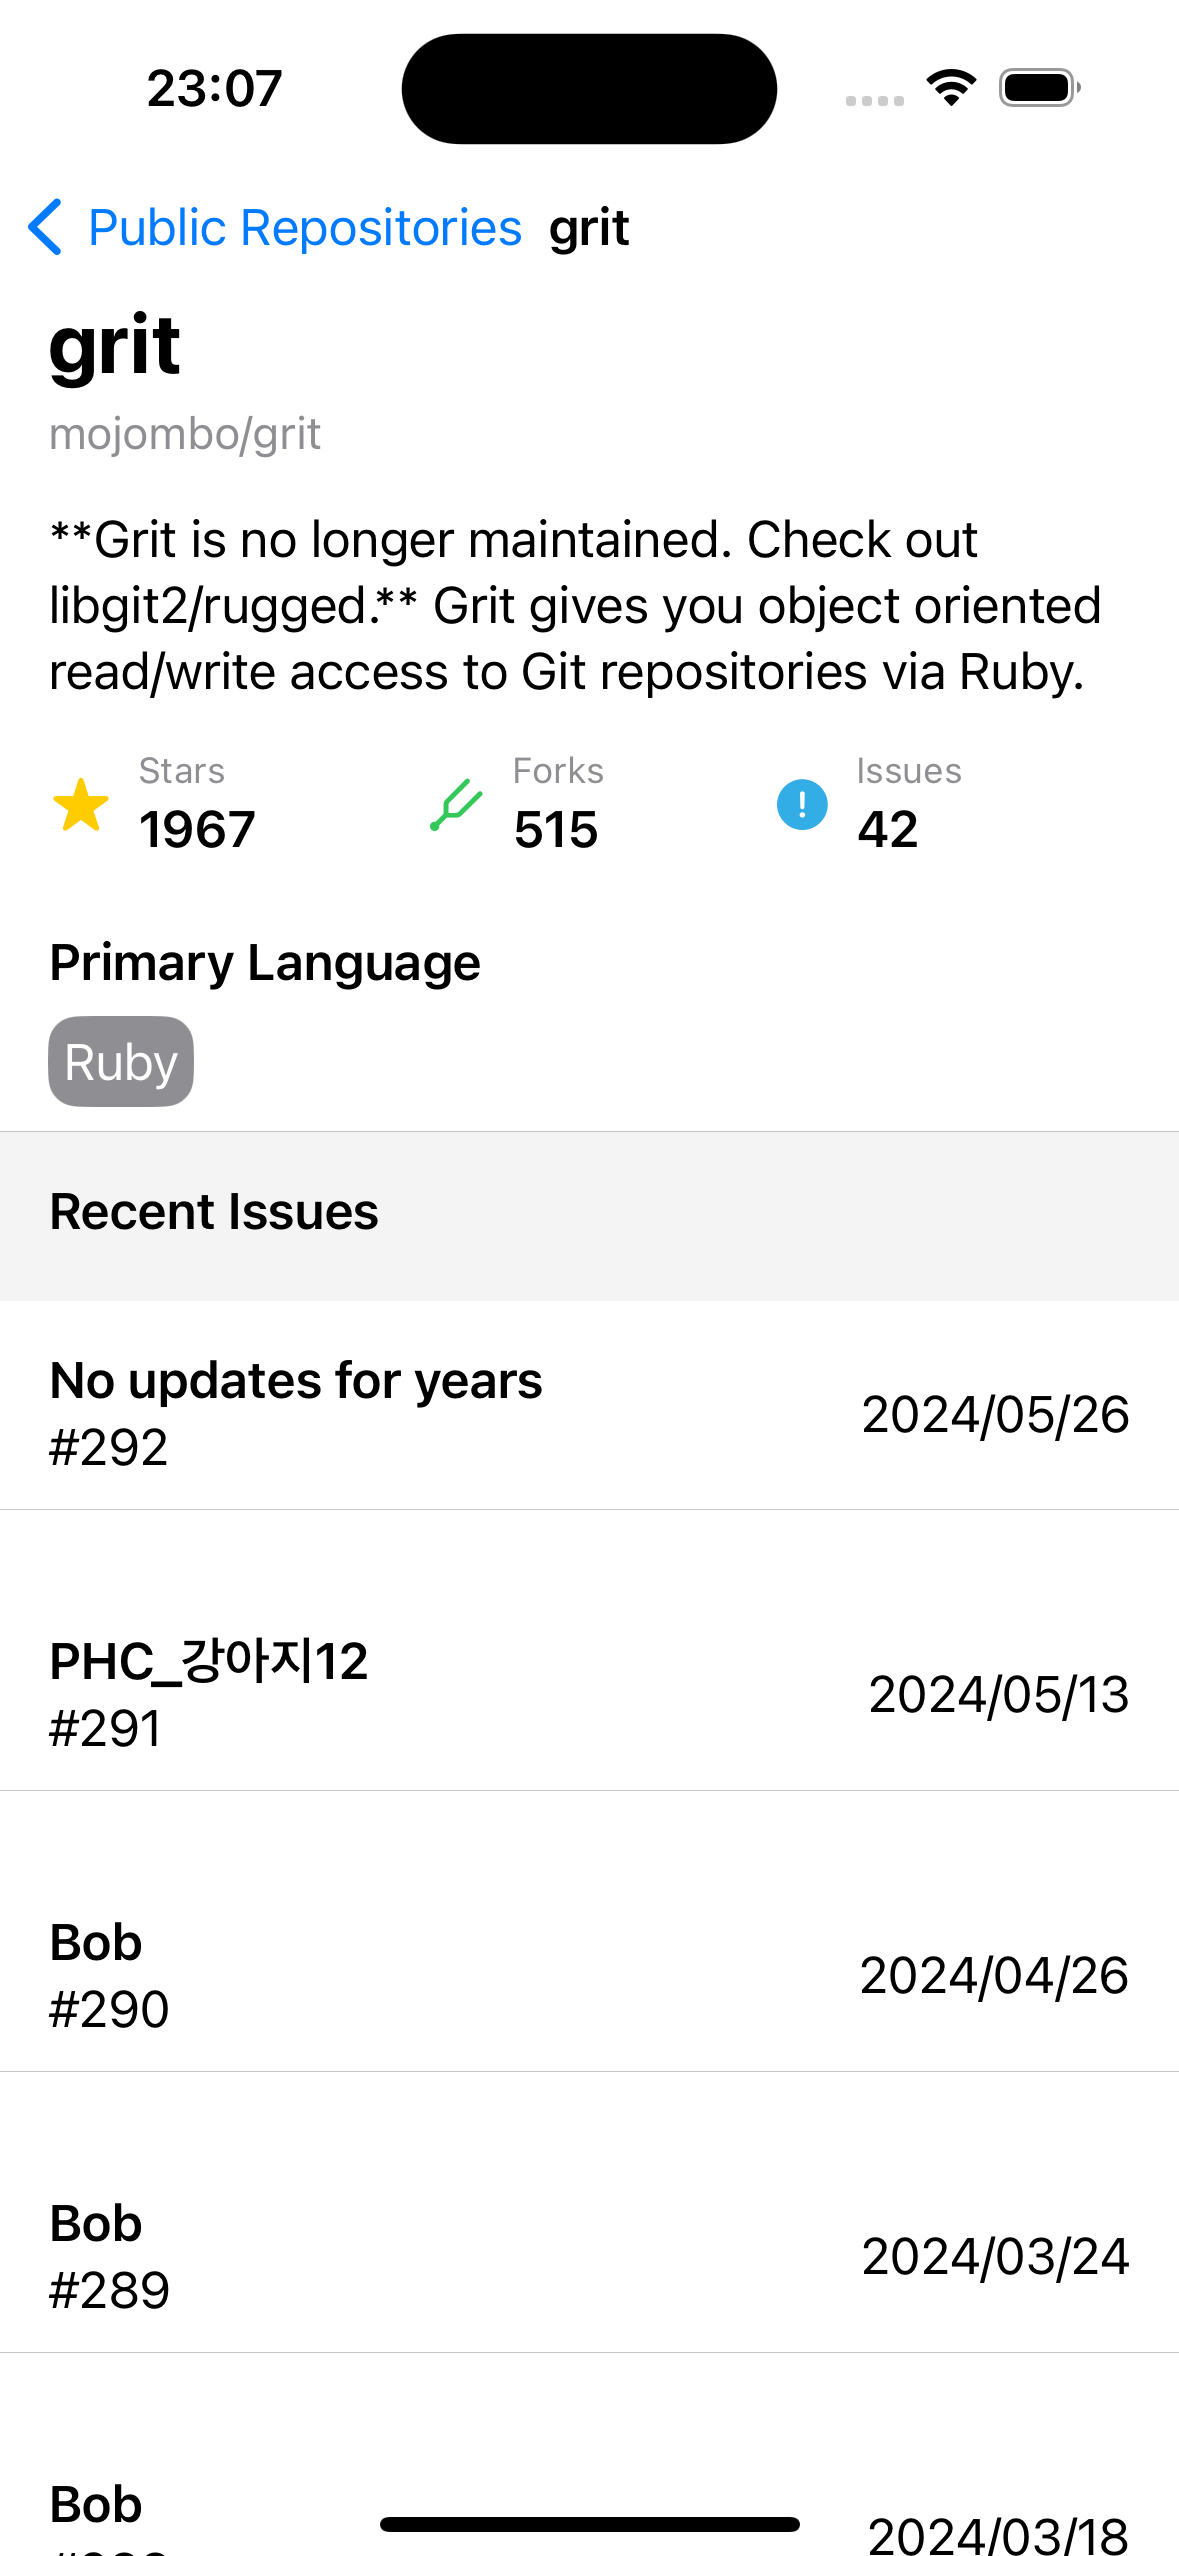 23:07
Public Repositories grit
grit
mojombo/grit
**Grit is no longer maintained. Check out
libgit2/rugged.** Grit gives you object oriented
read/write access to Git repositories via Ruby.
Stars Forks Issues
1967 515 42
Primary Language
Ruby
Recent Issues
No updates for years
#292 2024/05/26
PHC_강아지12
#291 2024/05/13
Bob
#290 2024/04/26
Bob
#289 2024/03/24
Bob 2024/03/18